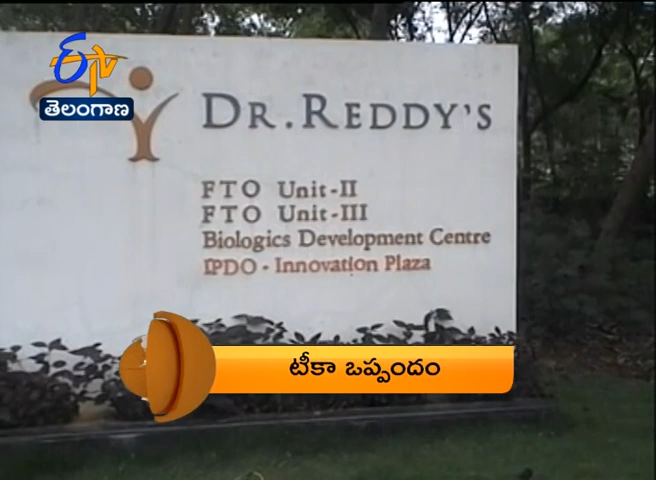 ETV
తెలంగాణ
DR. REDDY'S
FTO Unit-II
FTO Unit-III
Biologics Development Centre
IPDO - Innovation Plaza
టీకా ఒప్పందం